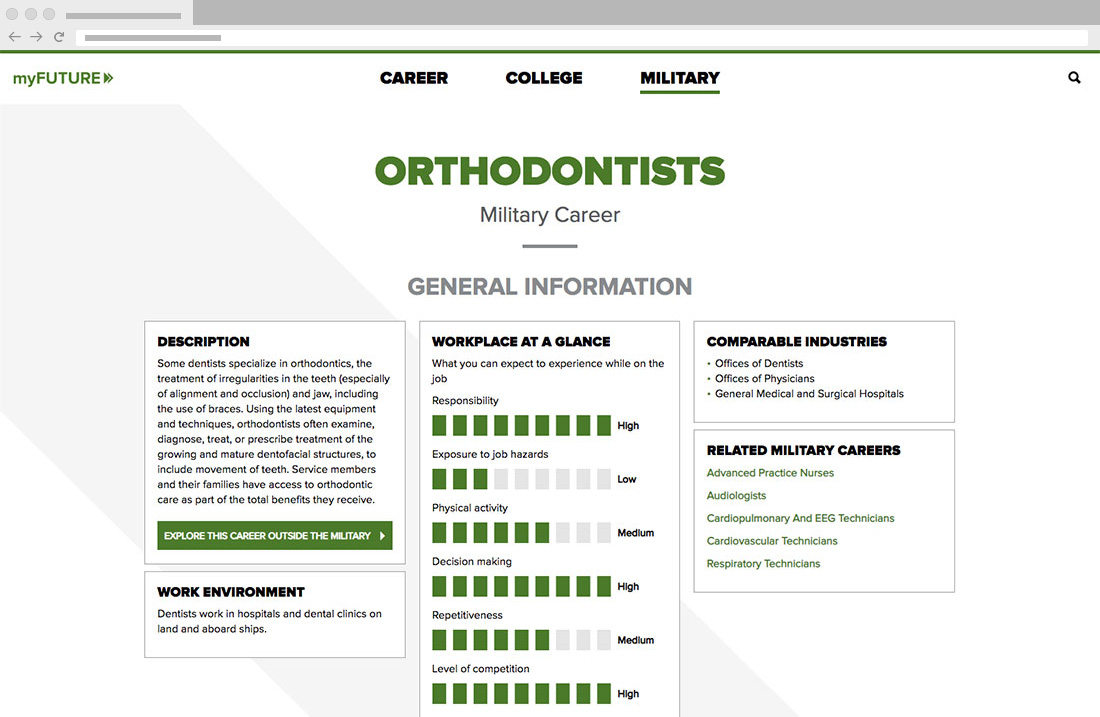 myFUTURE
CAREER
COLLEGE
MILITARY
ORTHODONTISTS
Military Career
GENERAL INFORMATION
DESCRIPTION
Some dentists specialize in orthodontics, the
treatment of irregularities in the teeth (especially
of alignment and occlusion) and jaw, including
the use of braces. Using the latest equipment
and techniques, orthodontists often examine,
diagnose, treat, or prescribe treatment of the
growing and mature dentofacial structures, to
include movement of teeth. Service members
and their families have access to orthodontic
care as part of the total benefits they receive.
EXPLORE THIS CAREER OUTSIDE THE MILITARY
WORK ENVIRONMENT
Dentists work in hospitals and dental clinics on
land and aboard ships.
WORKPLACE AT A GLANCE
What you can expect to experience while on the
job
Responsibility
High
Exposure to job hazards
Low
Physical activity
Medium
Decision making
High
Repetitiveness
Medium
Level of competition
High
COMPARABLE INDUSTRIES
• Offices of Dentists
• Offices of Physicians
• General Medical and Surgical Hospitals
RELATED MILITARY CAREERS
Advanced Practice Nurses
Audiologists
Cardiopulmonary And EEG Technicians
Cardiovascular Technicians
Respiratory Technicians